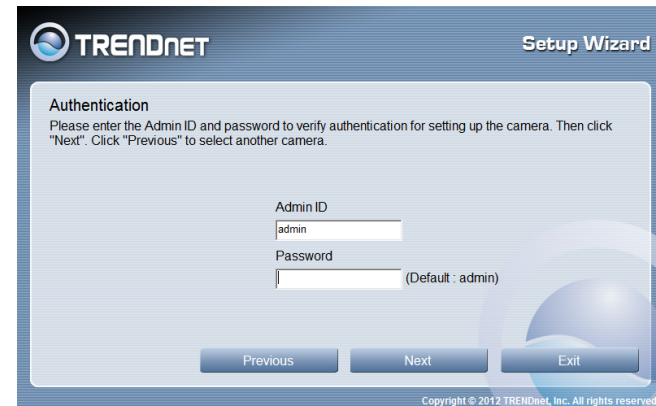 TRENDNET
Setup Wizard
Authentication
Please enter the Admin ID and password to verify authentication for setting up the camera. Then click
"Next". Click "Previous" to select another camera.
Admin ID
admin
Password
(Default : admin)
Previous Next Exit
Copyright © 2012 TRENDnet, Inc. All rights reserved